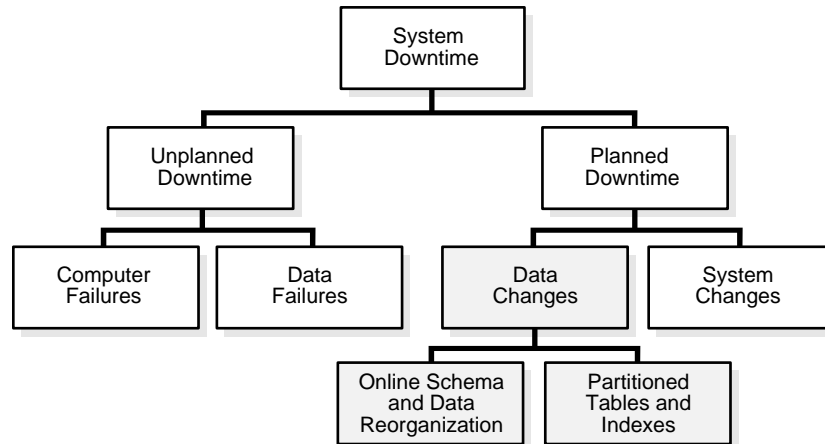 System
Downtime
Unplanned
Downtime
Planned
Downtime
Computer
Failures
Data
Failures
Data
Changes
System
Changes
Online Schema
and Data
Reorganization
Partitioned
Tables and
Indexes